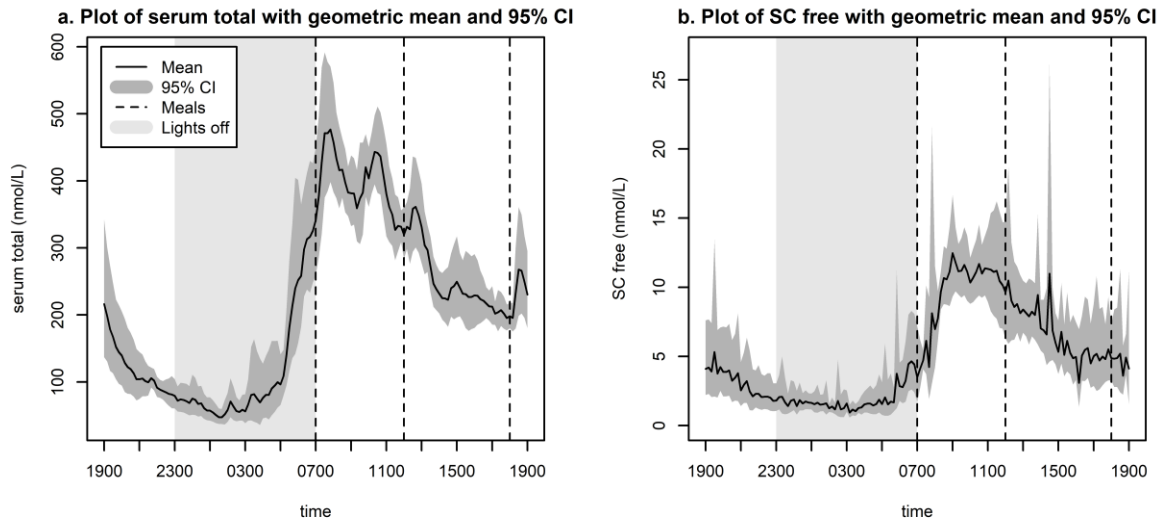 a. Plot of serum total with geometric mean and 95% CI
serum total (nmol/L)
600
500
400
300
200
100
Mean
95% CI
Meals
Lights off
1900 2300 0300 0700 1100 1500 1900
time
b. Plot of SC free with geometric mean and 95% CI
SC free (nmol/L)
25
20
15
10
5
0
1900 2300 0300 0700 1100 1500 1900
time